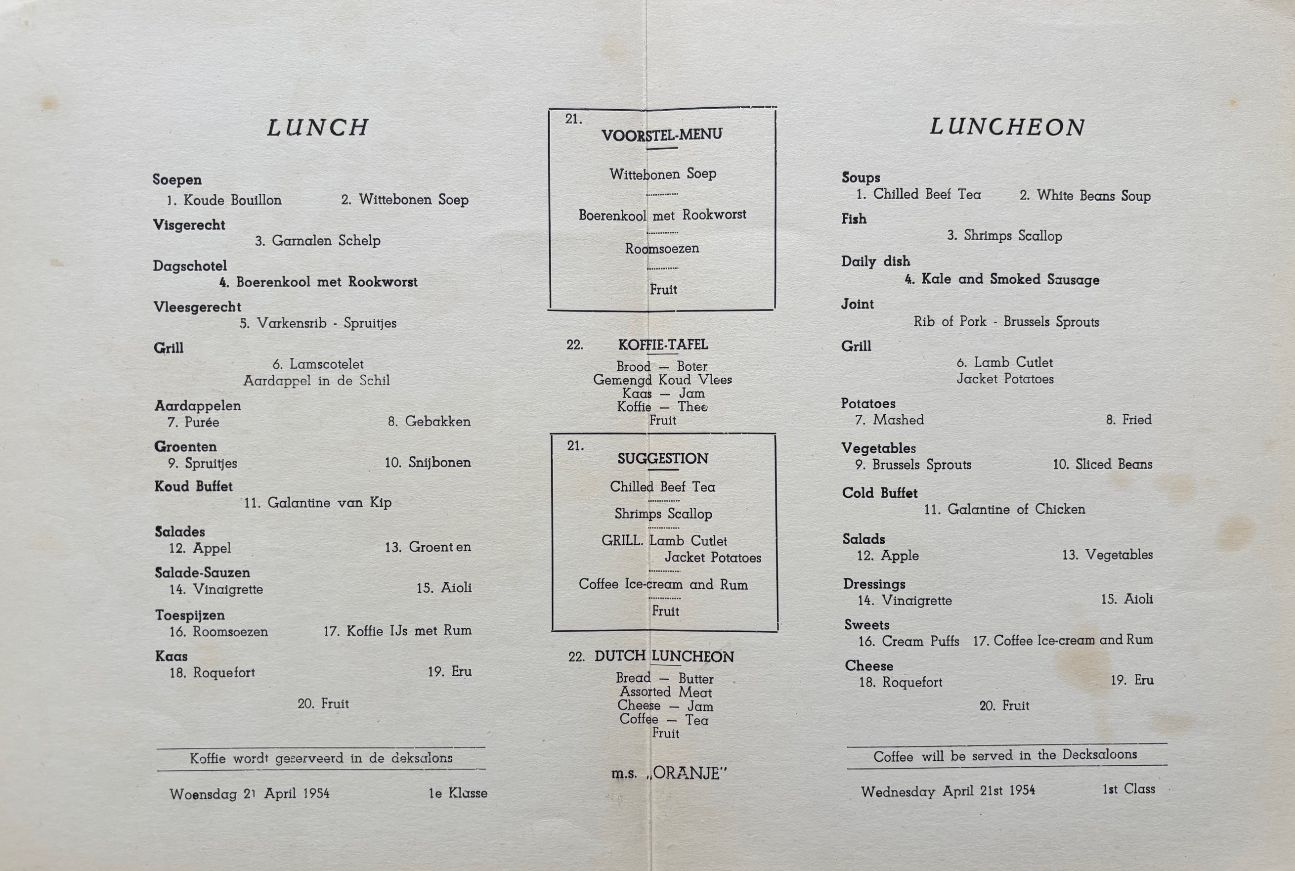 LUNCH
Soepen
1. Koude Bouillon 2. Wittebonen Soep
Visgerecht
3. Garnalen Schelp
Dagschotel
4. Boerenkool met Rookworst
Vleesgerecht
5. Varkensrib - Spruitjes
Grill
6. Lamscotelet
Aardappel in de Schil
Aardappelen
7. Purée 8. Gebakken
Groenten
9. Spruitjes 10. Snijbonen
Koud Buffet
11. Galantine van Kip
Salades
12. Appel 13. Groenten
Salade-Sauzen
14. Vinaigrette 15. Aioli
Toespijzen
16. Roomsoezen 17. Koffie IJs met Rum
Kaas
18. Roquefort 19. Eru
20. Fruit
Koffie wordt geserveerd in de deksalons
Woensdag 21 April 1954 1e Klasse
21.
VOORSTEL-MENU
Wittebonen Soep
Boerenkool met Rookworst
Roomsoezen
Fruit
22. KOFFIE-TAFEL
Brood — Boter
Gemengd Koud Vlees
Kaas — Jam
Koffie — Thee
Fruit
21.
SUGGESTION
Chilled Beef Tea
Shrimps Scallop
GRILL. Lamb Cutlet
Jacket Potatoes
Coffee Ice-cream and Rum
Fruit
22. DUTCH LUNCHEON
Bread — Butter
Assorted Meat
Cheese — Jam
Coffee — Tea
Fruit
m.s. „ORANJE”
LUNCHEON
Soups
1. Chilled Beef Tea 2. White Beans Soup
Fish
3. Shrimps Scallop
Daily dish
4. Kale and Smoked Sausage
Joint
Rib of Pork - Brussels Sprouts
Grill
6. Lamb Cutlet
Jacket Potatoes
Potatoes
7. Mashed 8. Fried
Vegetables
9. Brussels Sprouts 10. Sliced Beans
Cold Buffet
11. Galantine of Chicken
Salads
12. Apple 13. Vegetables
Dressings
14. Vinaigrette 15. Aioli
Sweets
16. Cream Puffs 17. Coffee Ice-cream and Rum
Cheese
18. Roquefort 19. Eru
20. Fruit
Coffee will be served in the Decksaloons
Wednesday April 21st 1954 1st Class